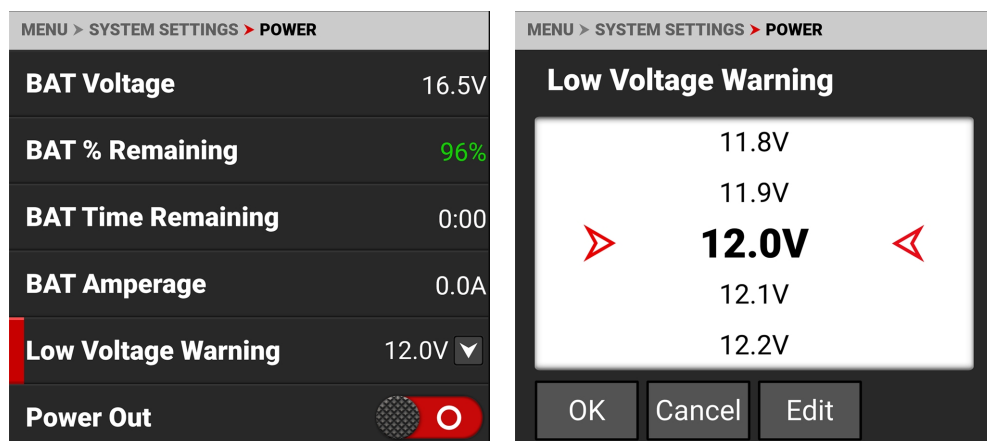 MENU > SYSTEM SETTINGS > POWER
BAT Voltage 16.5V
BAT % Remaining 96%
BAT Time Remaining 0:00
BAT Amperage 0.0A
Low Voltage Warning 12.0V
Power Out
MENU > SYSTEM SETTINGS > POWER
Low Voltage Warning
11.8V
11.9V
12.0V
12.1V
12.2V
OK Cancel Edit